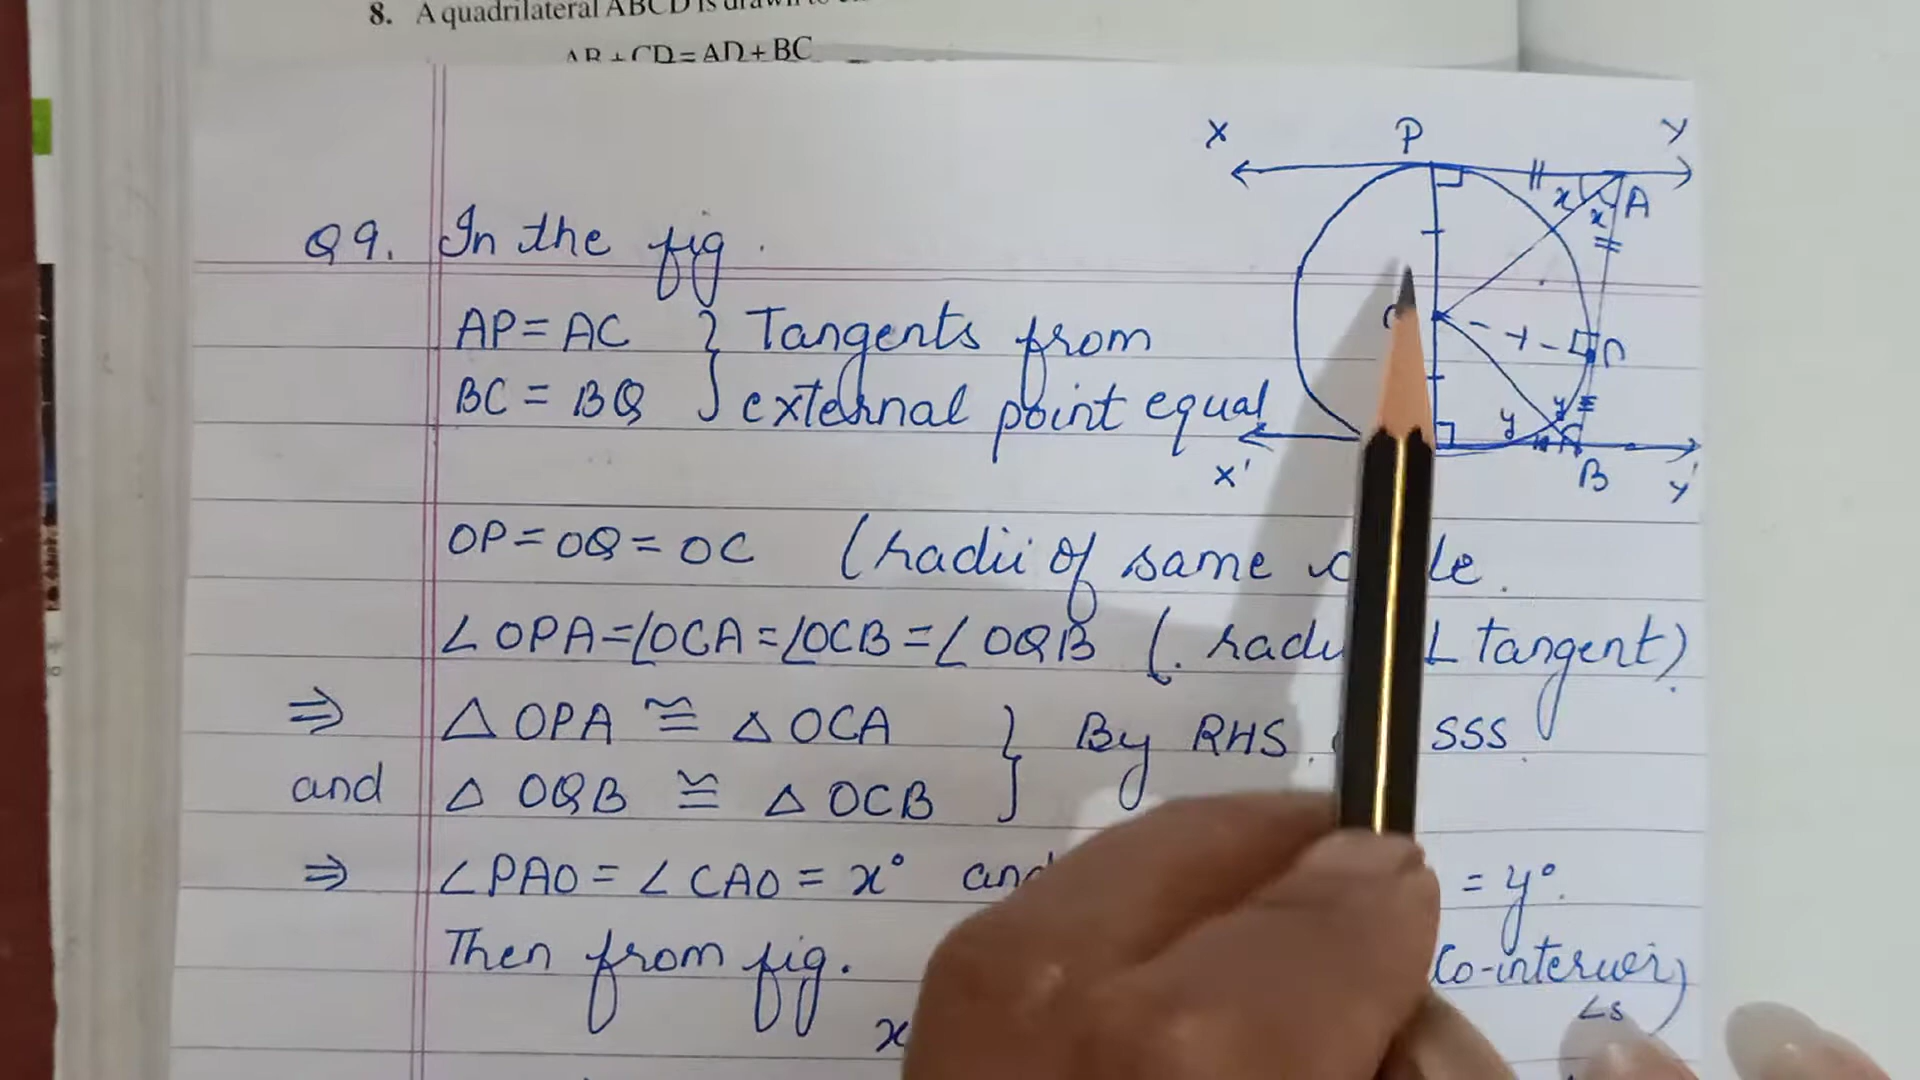 8. A quadrilateral ABCD is drawn to
AB + CD = AD + BC
X P Y
x x A
Q9. In the fig.
AP = AC } Tangents from
BC = BQ } external point equal
y y
X' B Y'
OP = OQ = OC (radii of same le.
∠OPA = ∠OCA = ∠OCB = ∠OQB (. radi ⊥ tangent)
⇒ △OPA ≅ △OCA } By RHS SSS
and △OQB ≅ △OCB }
⇒ ∠PAO = ∠CAO = x° and = y°.
Then from fig. Co-interior
∠s)
x